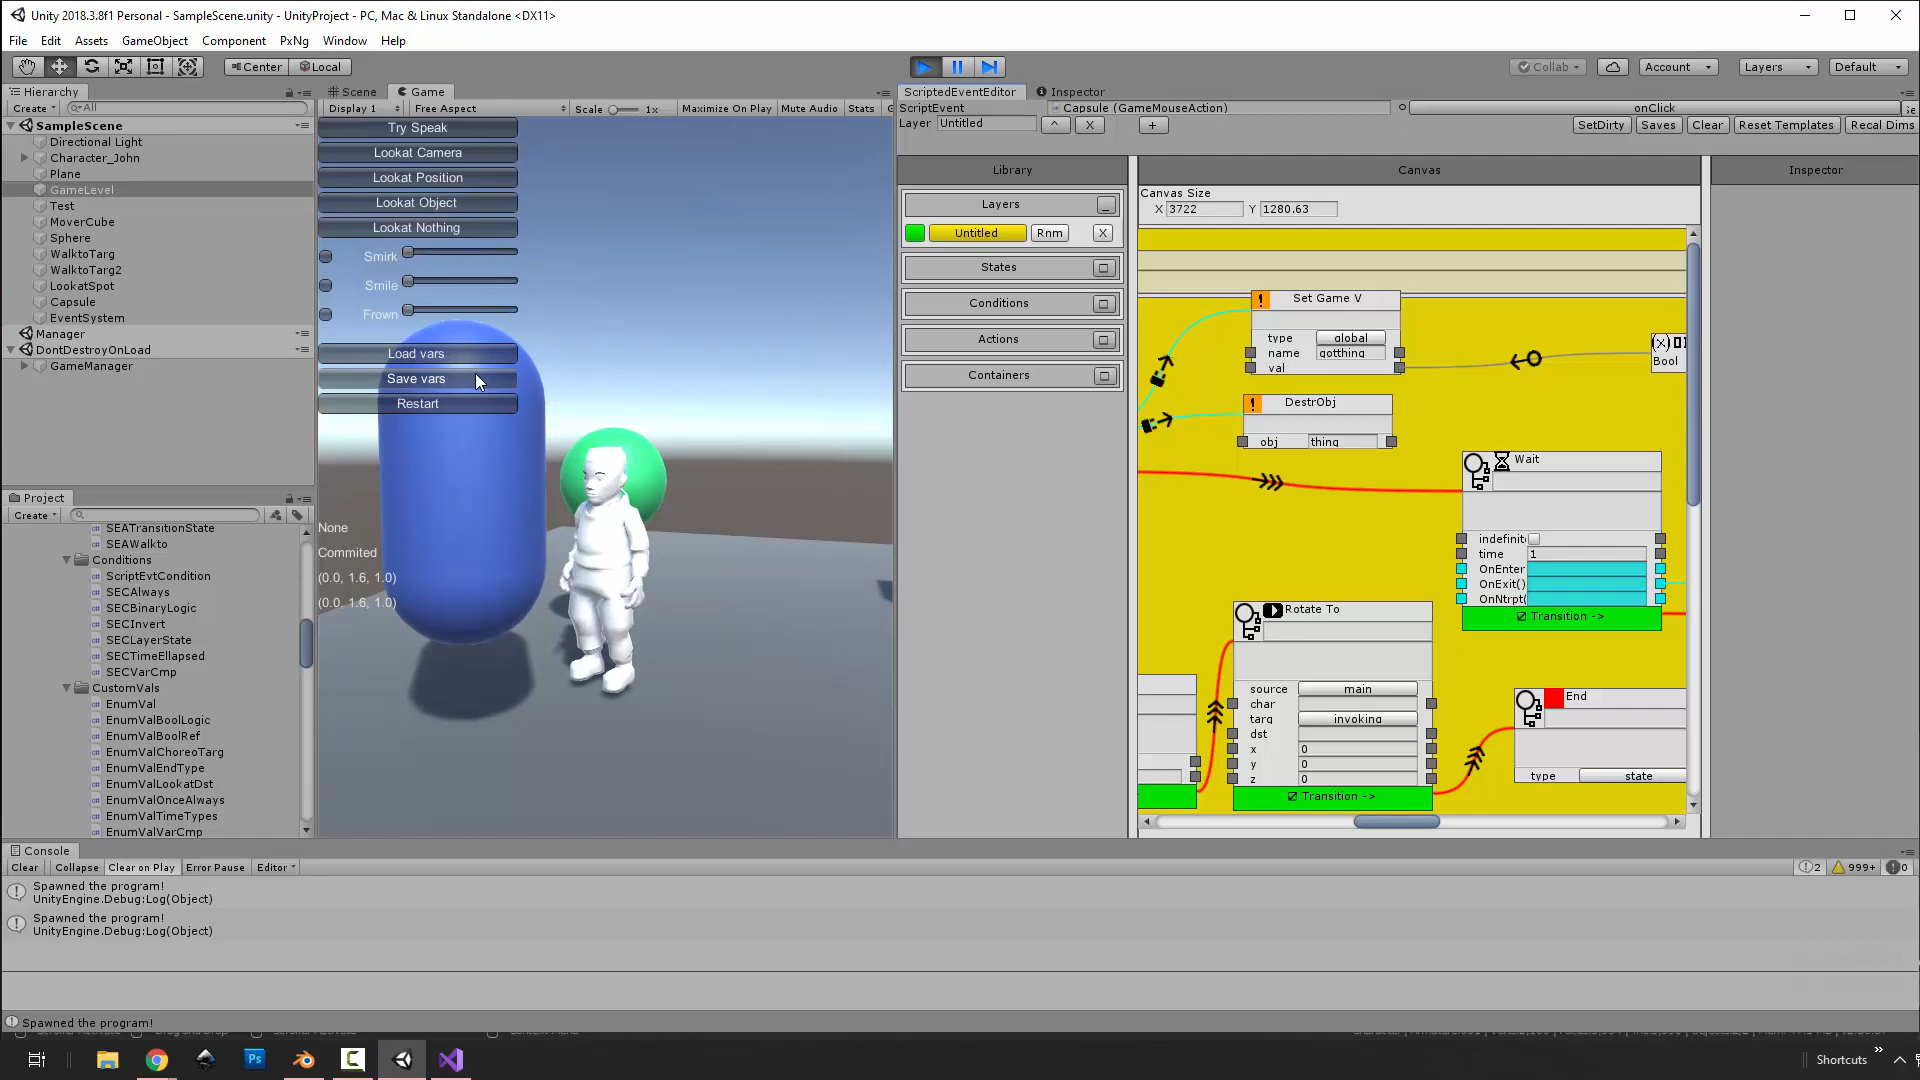 Unity 2018.3.8f1 Personal - SampleScene.unity - UnityProject - PC, Mac & Linux Standalone <DX11>
File Edit Assets GameObject Component PxNg Window Help
Center Local
Collab Account Layers Default
Hierarchy
Create All
SampleScene
Directional Light
Character_John
Plane
GameLevel
Test
MoverCube
Sphere
WalktoTarg
WalktoTarg2
LookatSpot
Capsule
EventSystem
Manager
DontDestroyOnLoad
GameManager
Project
Create
SEATransitionState
SEAWalkto
Conditions
ScriptEvtCondition
SECAlways
SECBinaryLogic
SECInvert
SECLayerState
SECTimeEllapsed
SECVarCmp
CustomVals
EnumVal
EnumValBoolLogic
EnumValBoolRef
EnumValChoreoTarg
EnumValEndType
EnumValLookatDst
EnumValOnceAlways
EnumValTimeTypes
EnumValVarCmp
Scene Game
Display 1 Free Aspect Scale 1x Maximize On Play Mute Audio Stats G
Try Speak
Lookat Camera
Lookat Position
Lookat Object
Lookat Nothing
Smirk
Smile
Frown
Load vars
Save vars
Restart
None
Commited
(0.0, 1.6, 1.0)
(0.0, 1.6, 1.0)
ScriptedEventEditor Inspector
ScriptEvent Capsule (GameMouseAction) onClick
Layer Untitled ^ X +
SetDirty Saves Clear Reset Templates Recal Dims
Library
Layers _
Untitled Rnm X
States
Conditions
Actions
Containers
Canvas
Canvas Size
X 3722 Y 1280.63
Set Game V
type global
name gotthing
val
(x)
Bool
DestrObj
obj thing
Wait
indefinit
time 1
OnEnter
OnExit()
OnNtrpt(
Transition ->
Rotate To
source main
char
targ invoking
dst
x 0
y 0
z 0
Transition ->
End
type state
Inspector
Console
Clear Collapse Clear on Play Error Pause Editor
2 999+ 0
Spawned the program!
UnityEngine.Debug:Log(Object)
Spawned the program!
UnityEngine.Debug:Log(Object)
Spawned the program!
Ps
Shortcuts